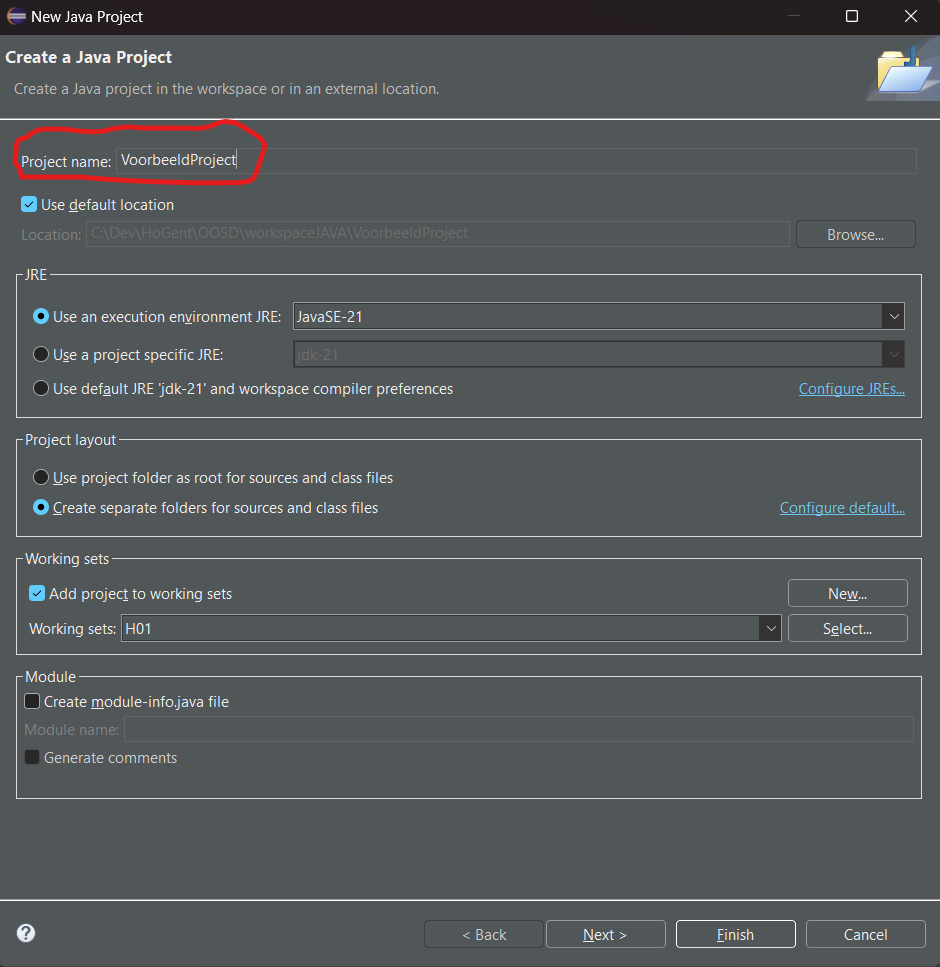 New Java Project
Create a Java Project
Create a Java project in the workspace or in an external location.
Project name: VoorbeeldProject
Use default location
Location: C:\Dev\HoGent\OOSD\workspaceJAVA\VoorbeeldProject Browse...
JRE
Use an execution environment JRE: JavaSE-21
Use a project specific JRE: jdk-21
Use default JRE 'jdk-21' and workspace compiler preferences Configure JREs...
Project layout
Use project folder as root for sources and class files
Create separate folders for sources and class files Configure default...
Working sets
Add project to working sets New...
Working sets: H01 Select...
Module
Create module-info.java file
Module name:
Generate comments
? < Back Next > Finish Cancel